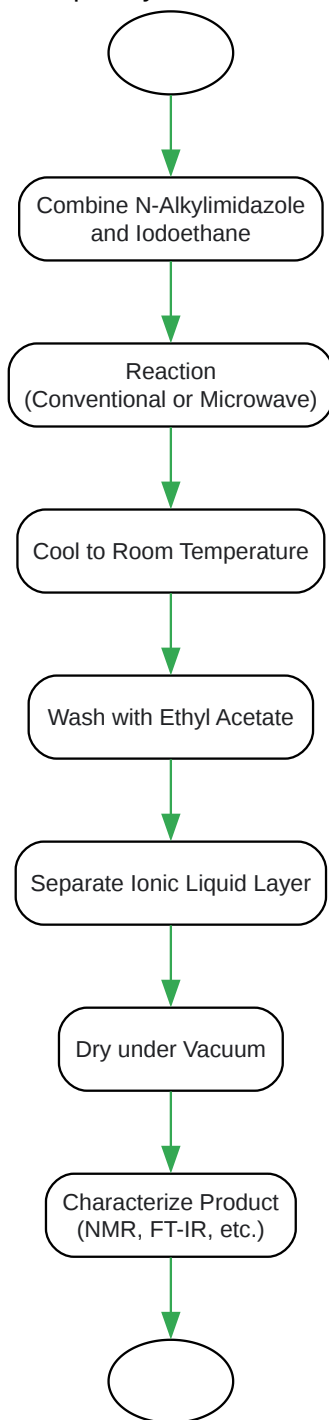 Combine N-Alkylimidazole
and Iodoethane
Reaction
(Conventional or Microwave)
Cool to Room Temperature
Wash with Ethyl Acetate
Separate Ionic Liquid Layer
Dry under Vacuum
Characterize Product
(NMR, FT-IR, etc.)